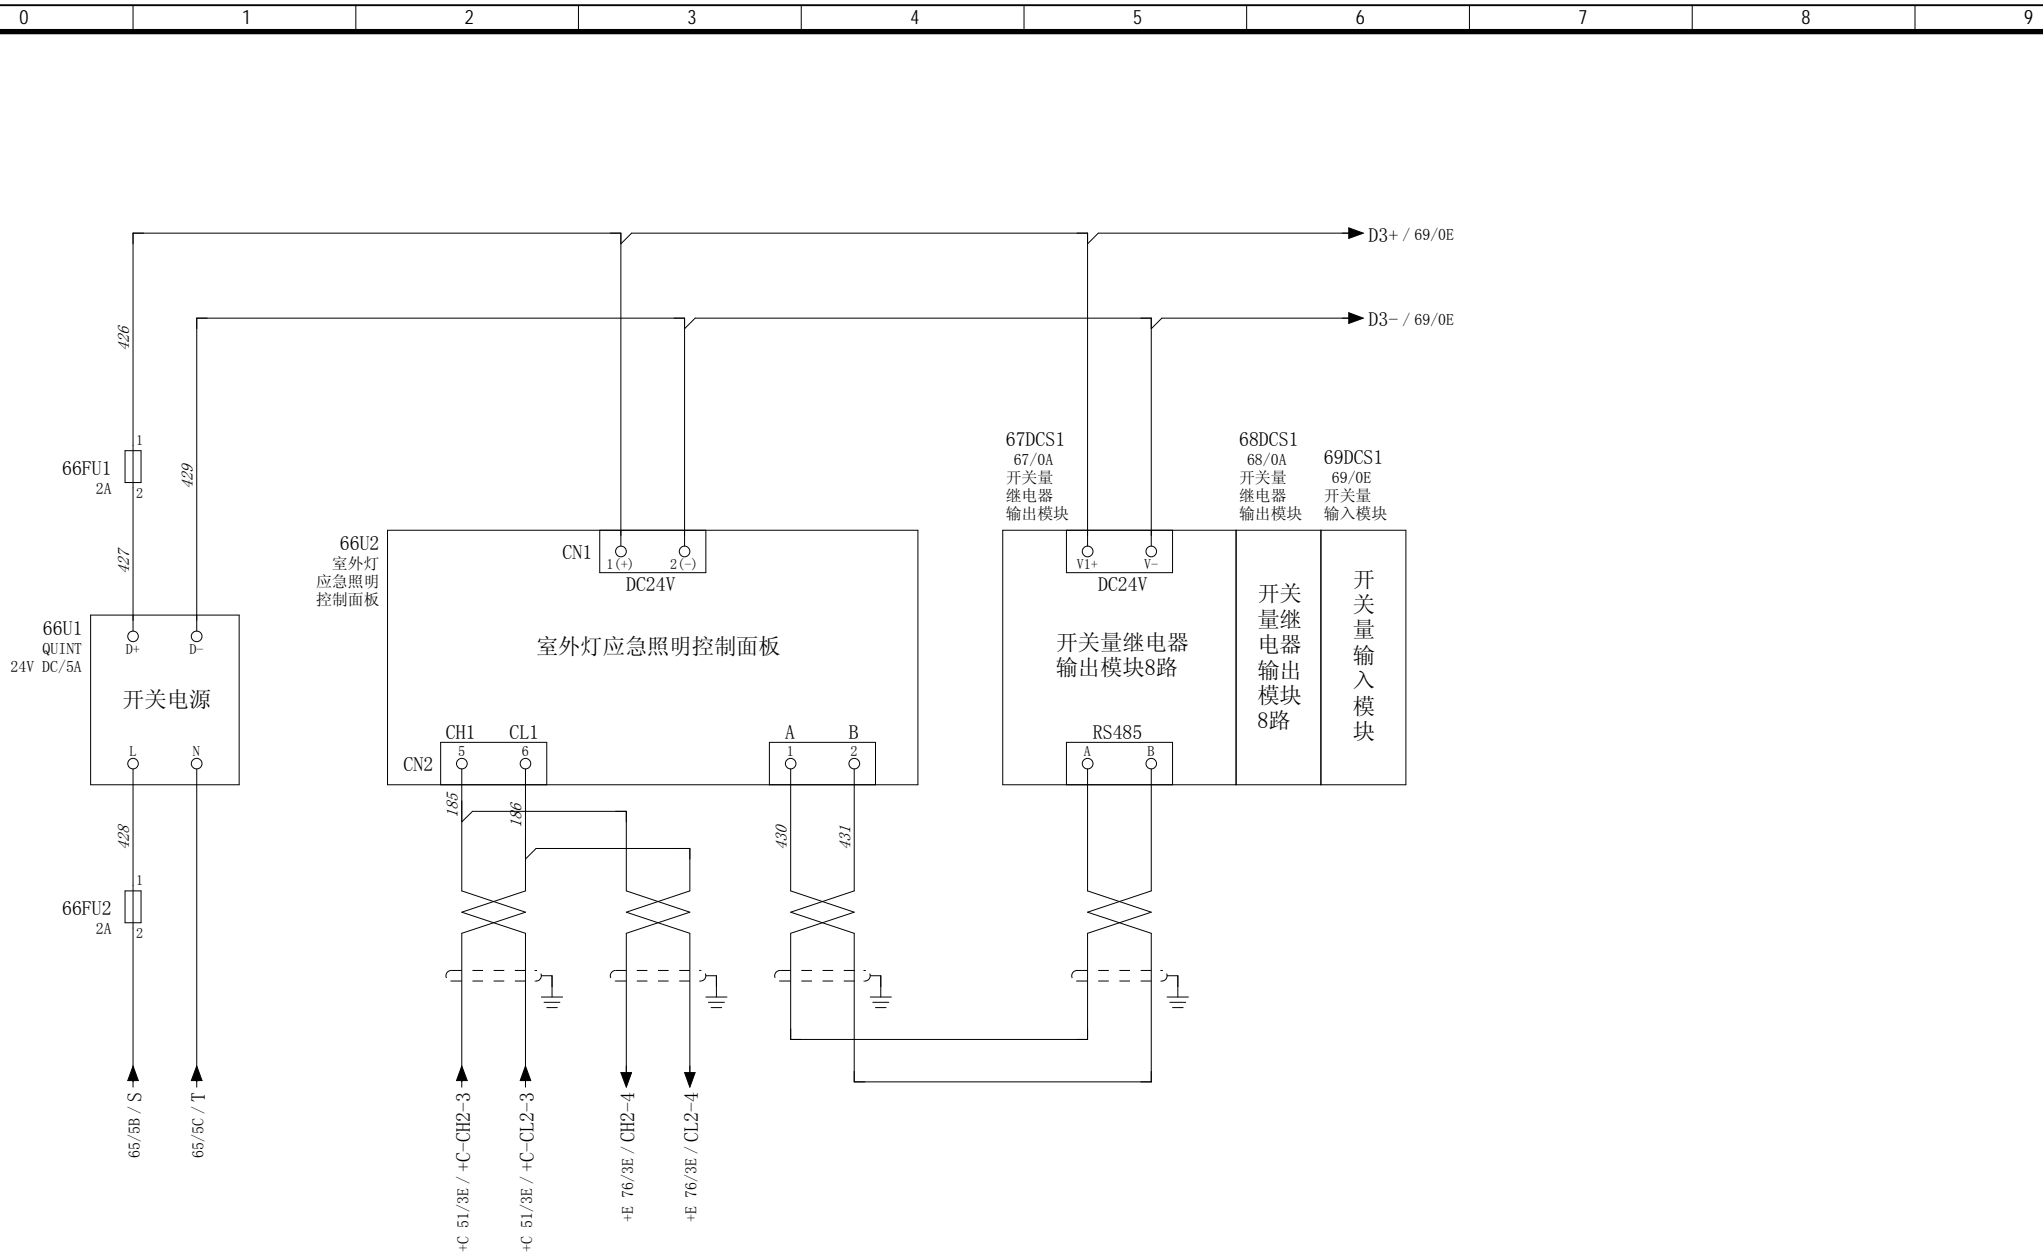 0 1 2 3 4 5 6 7 8 9
D3+ / 69/0E
D3- / 69/0E
426
429
1
66FU1
2A
2
427
66U1
QUINT
24V DC/5A
D+ D-
开关电源
L N
428
1
66FU2
2A
2
65/5B / S
65/5C / T
66U2
室外灯
应急照明
控制面板
CN1
1(+) 2(-)
DC24V
室外灯应急照明控制面板
CH1 CL1
5 6
CN2
A B
1 2
185
186
430
431
+C 51/3E / +C-CH2-3
+C 51/3E / +C-CL2-3
+E 76/3E / CH2-4
+E 76/3E / CL2-4
67DCS1
67/0A
开关量
继电器
输出模块
V1+ V-
DC24V
开关量继电器
输出模块8路
RS485
A B
68DCS1
68/0A
开关量
继电器
输出模块
开关
量继
电器
输出
模块
8路
69DCS1
69/0E
开关量
输入模块
开
关
量
输
入
模
块